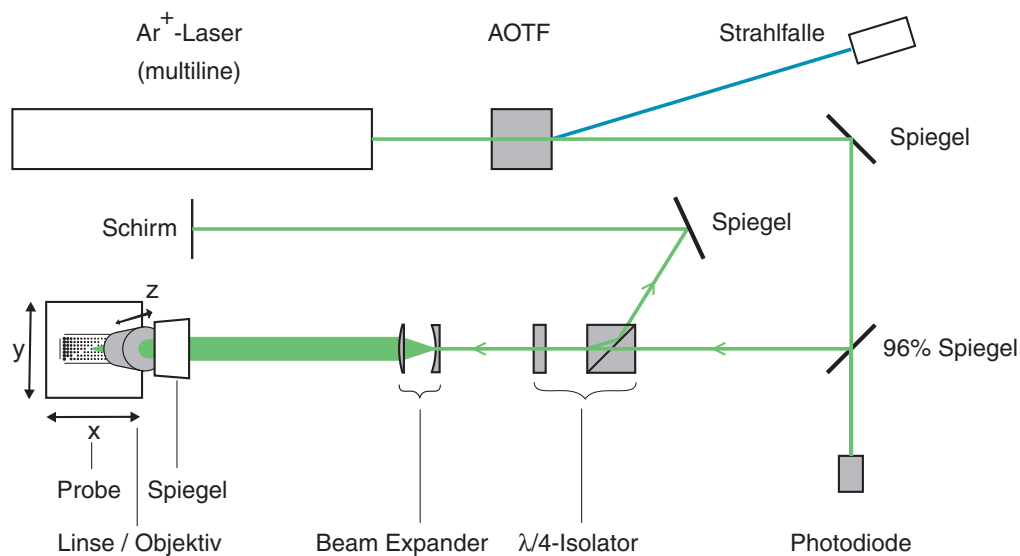 Ar+-Laser
(multiline)
AOTF
Strahlfalle
Spiegel
Schirm
Spiegel
z
y
96% Spiegel
x
Probe
Spiegel
Linse / Objektiv
Beam Expander
λ/4-Isolator
Photodiode